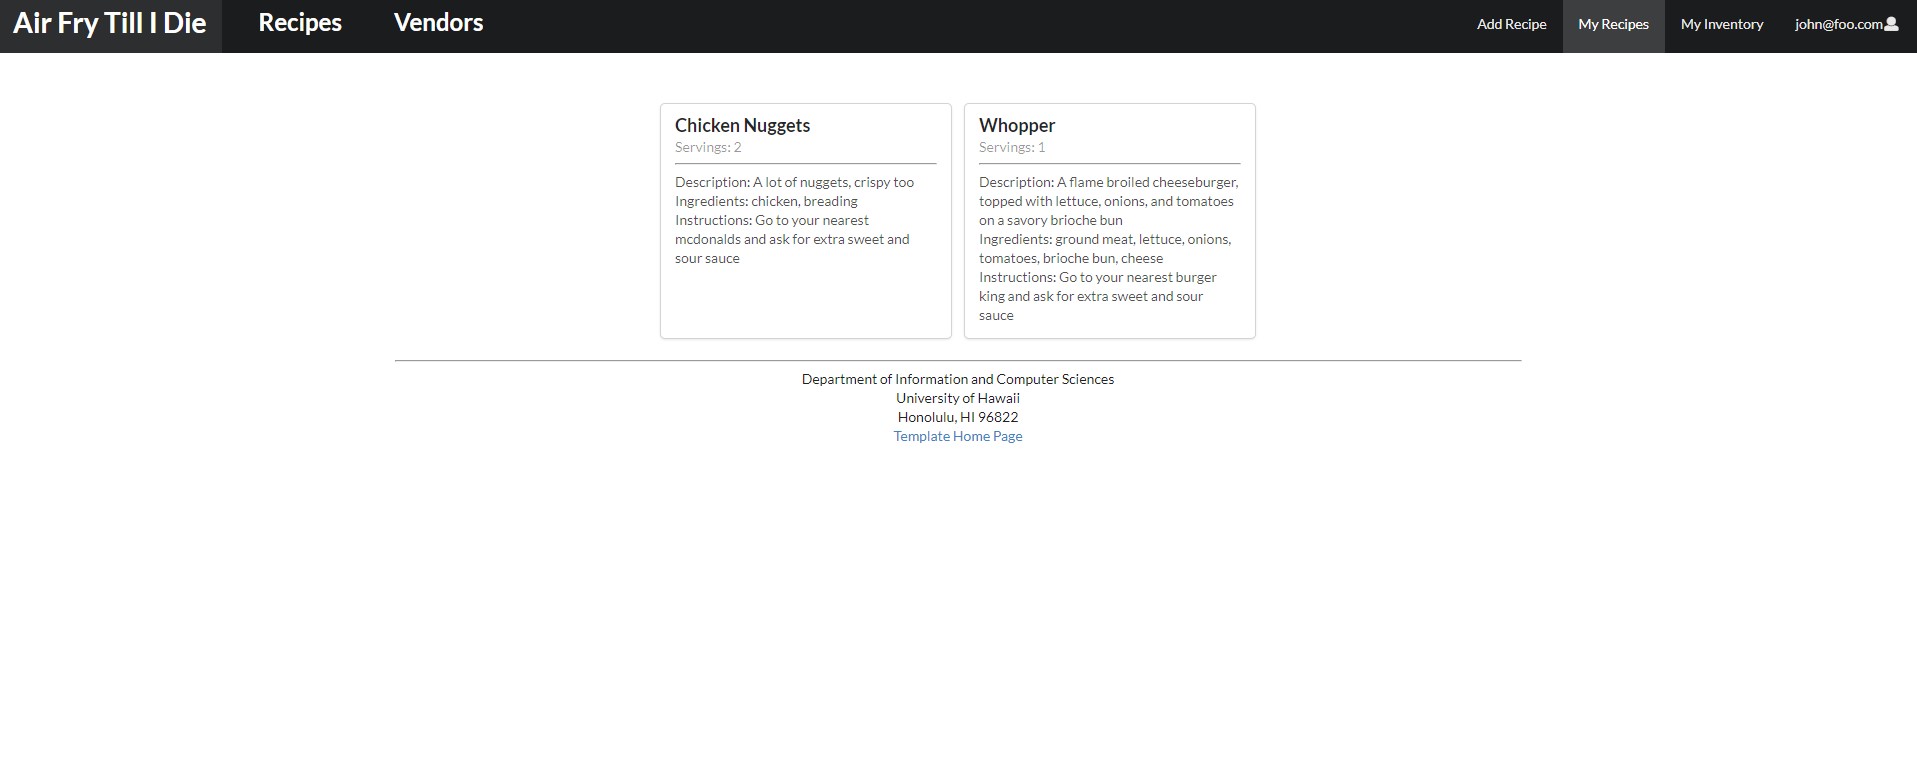 Air Fry Till I Die Recipes Vendors Add Recipe My Recipes My Inventory john@foo.com
Chicken Nuggets
Servings: 2
Description: A lot of nuggets, crispy too
Ingredients: chicken, breading
Instructions: Go to your nearest
mcdonalds and ask for extra sweet and
sour sauce
Whopper
Servings: 1
Description: A flame broiled cheeseburger,
topped with lettuce, onions, and tomatoes
on a savory brioche bun
Ingredients: ground meat, lettuce, onions,
tomatoes, brioche bun, cheese
Instructions: Go to your nearest burger
king and ask for extra sweet and sour
sauce
Department of Information and Computer Sciences
University of Hawaii
Honolulu, HI 96822
Template Home Page